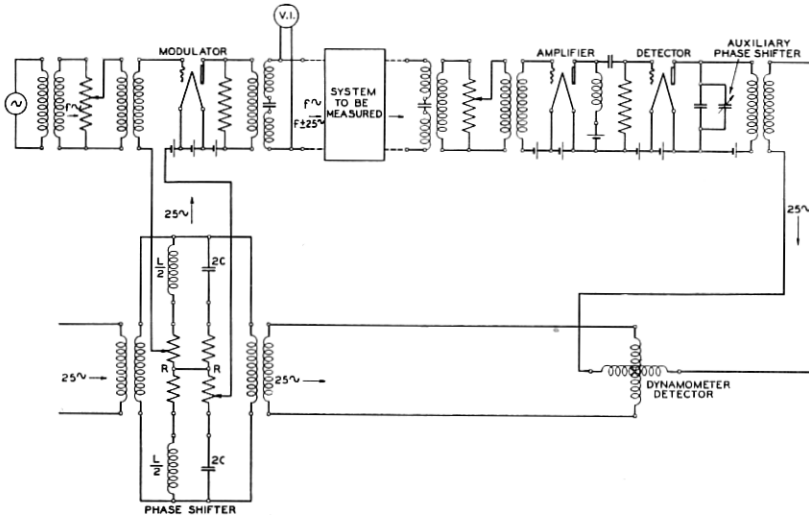 V.I.
MODULATOR
AMPLIFIER
DETECTOR
AUXILIARY
PHASE SHIFTER
f~
SYSTEM
TO BE
MEASURED
f~
f±25~
25~
25~
L/2
2C
R
R
25~
25~
DYNAMOMETER
DETECTOR
L/2
2C
PHASE SHIFTER